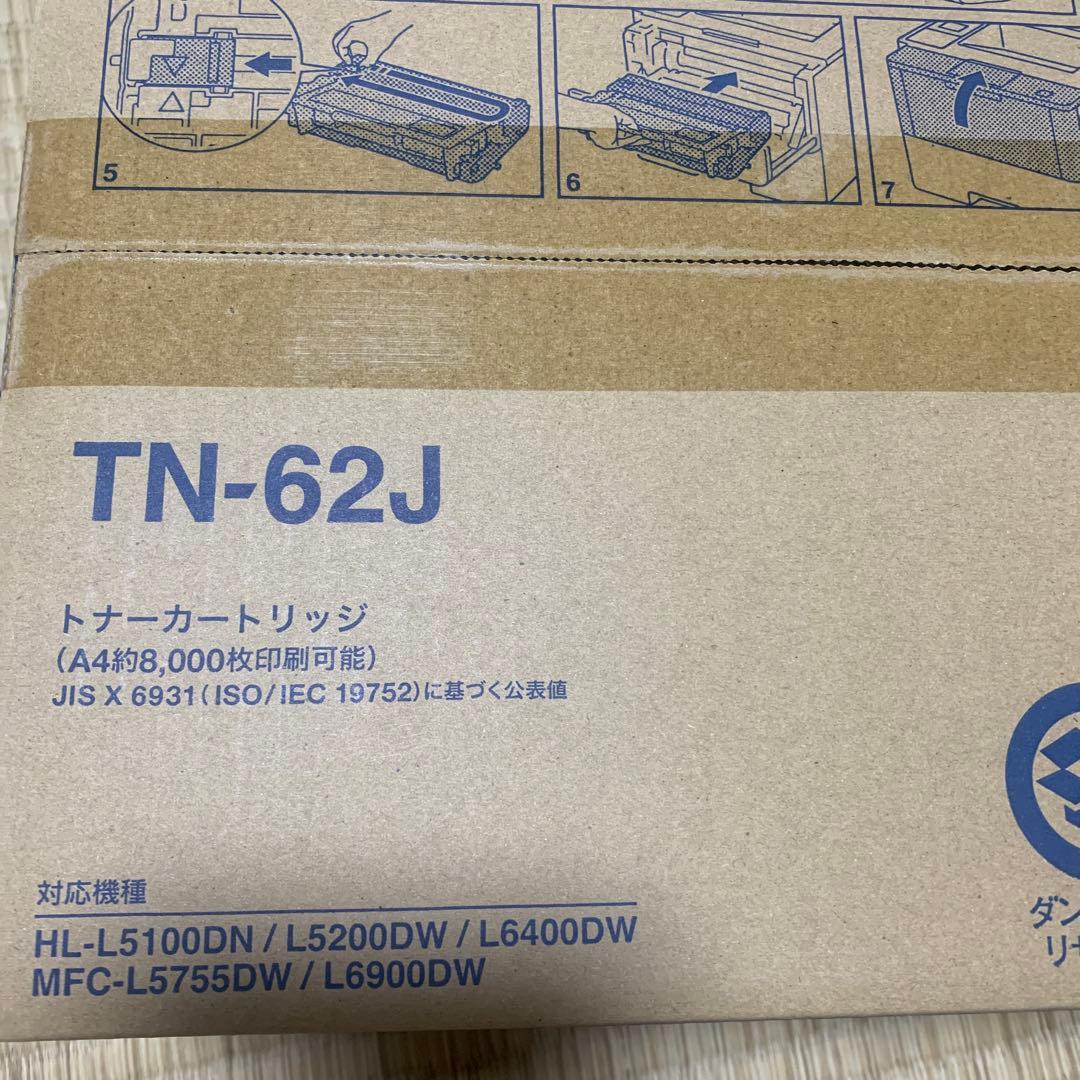 5
6
7
TN-62J
トナーカートリッジ
(A4約8,000枚印刷可能)
JIS X 6931(ISO/IEC 19752)に基づく公表値
対応機種
HL-L5100DN / L5200DW / L6400DW
MFC-L5755DW / L6900DW
ダン
リ